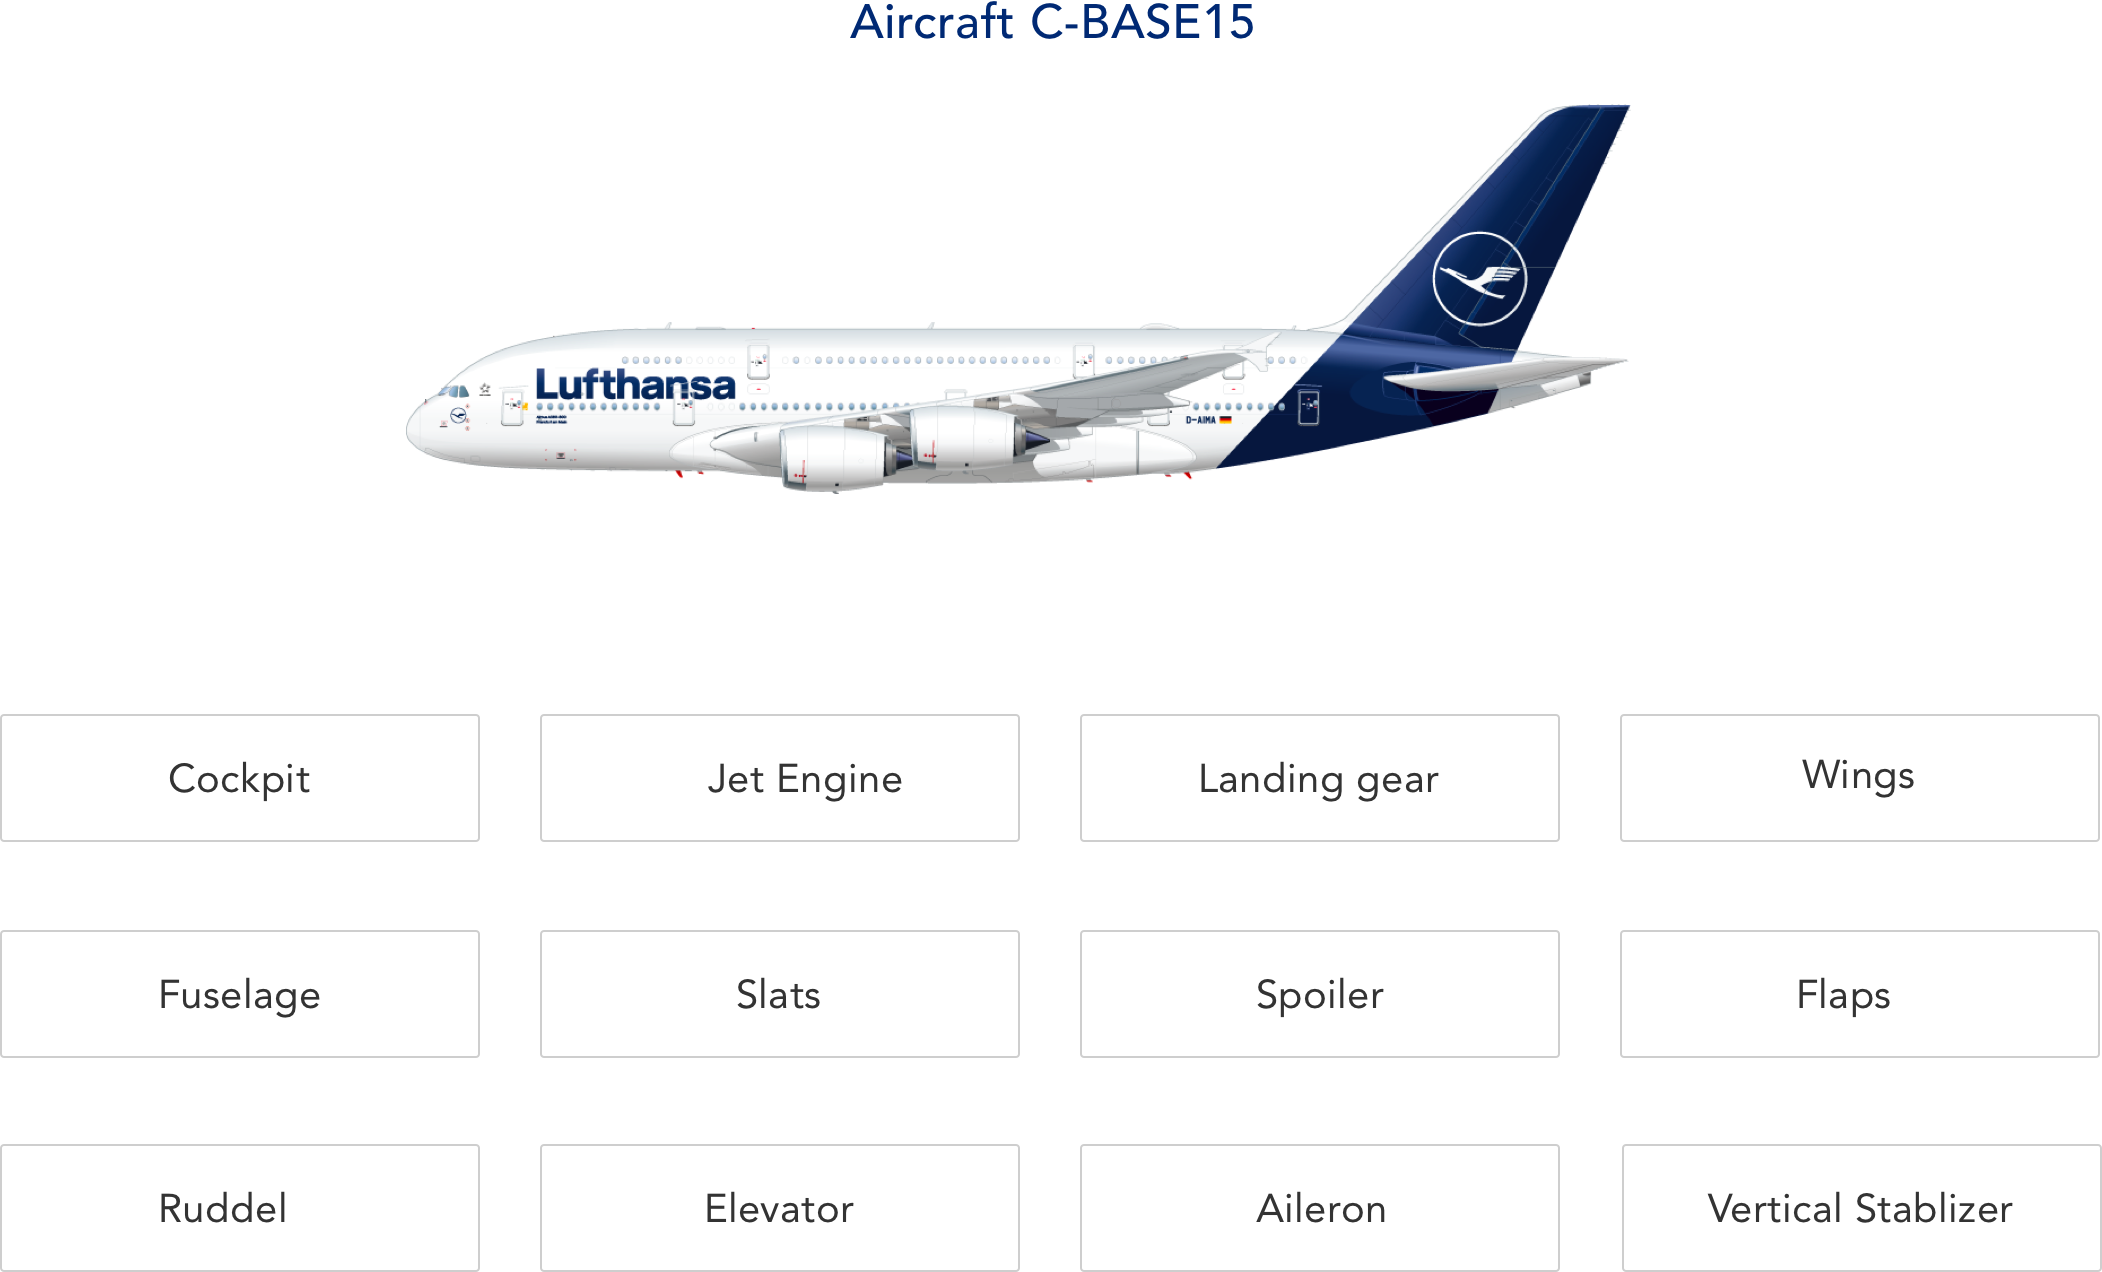 Aircraft C-BASE15
Lufthansa
D-AIMA
Cockpit
Jet Engine
Landing gear
Wings
Fuselage
Slats
Spoiler
Flaps
Ruddel
Elevator
Aileron
Vertical Stablizer